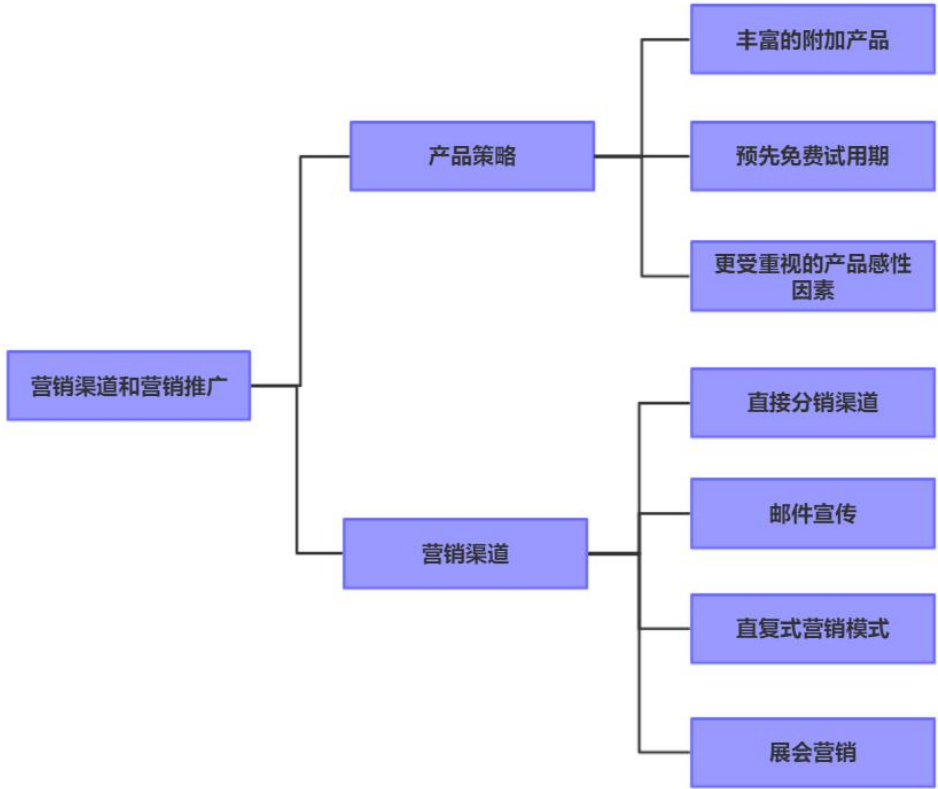 丰富的附加产品
产品策略
预先免费试用期
更受重视的产品感性
因素
营销渠道和营销推广
直接分销渠道
邮件宣传
营销渠道
直复式营销模式
展会营销